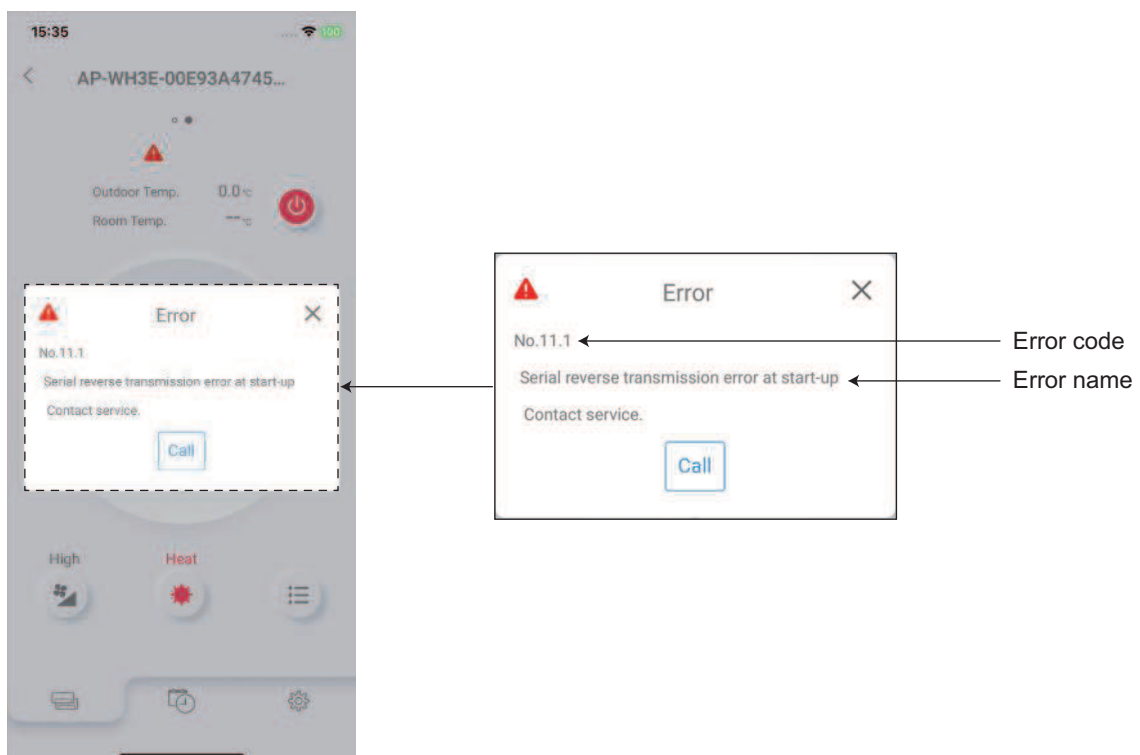 15:35
100
AP-WH3E-00E93A4745...
Outdoor Temp. 0.0 °C
Room Temp. --°C
Error
No.11.1
Serial reverse transmission error at start-up
Contact service.
Call
High Heat
Error
No.11.1
Serial reverse transmission error at start-up
Contact service.
Call
Error code
Error name